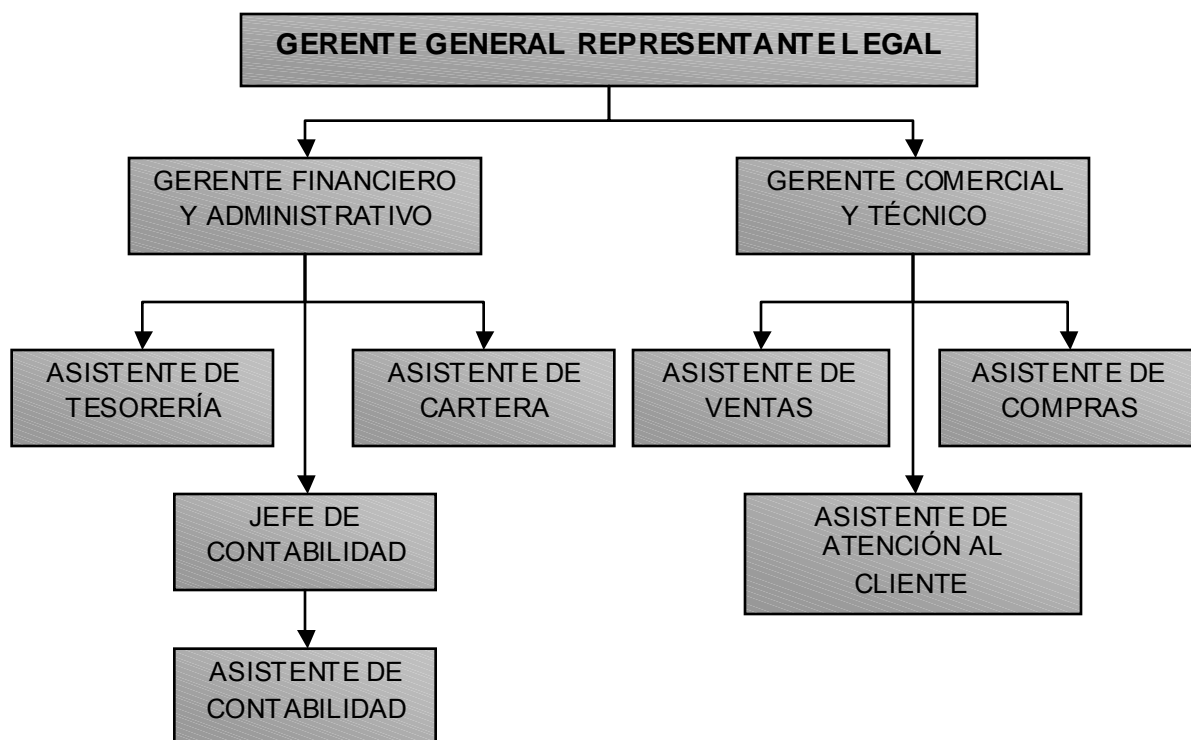 GERENTE GENERAL REPRESENTANTE LEGAL
GERENTE FINANCIERO
Y ADMINISTRATIVO
GERENTE COMERCIAL
Y TÉCNICO
ASISTENTE DE
TESORERÍA
ASISTENTE DE
CARTERA
ASISTENTE DE
VENTAS
ASISTENTE DE
COMPRAS
JEFE DE
CONTABILIDAD
ASISTENTE DE
ATENCIÓN AL
CLIENTE
ASISTENTE DE
CONTABILIDAD